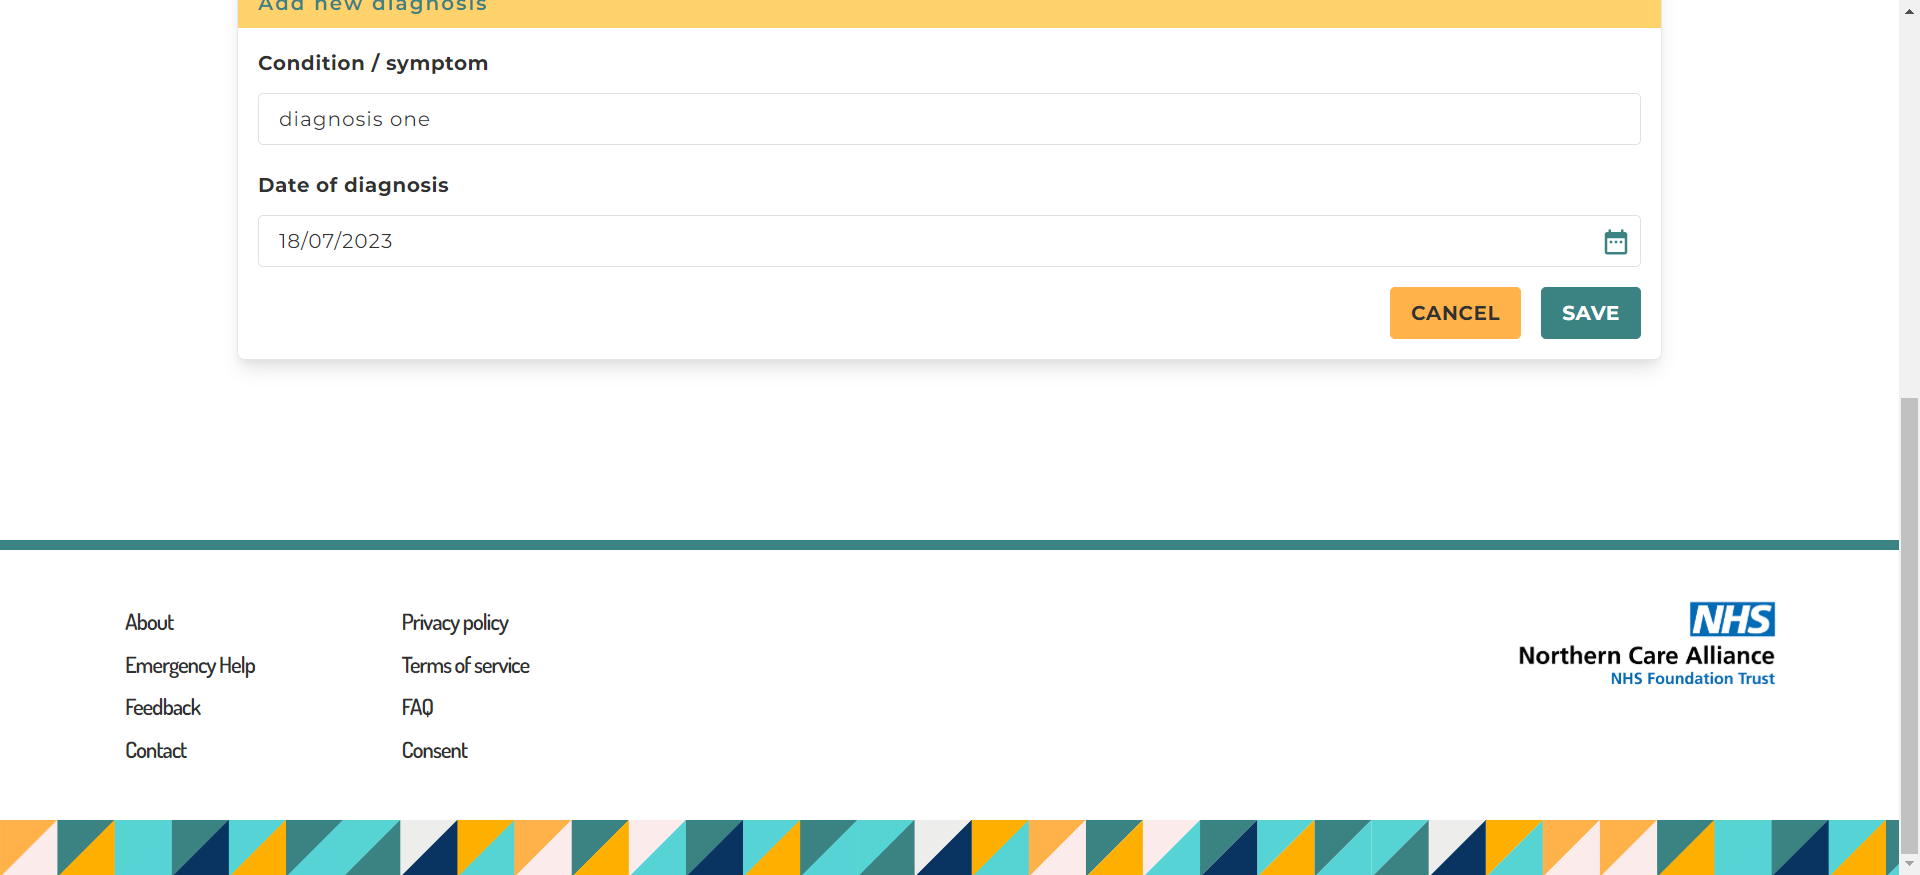 Add new diagnosis
Condition / symptom
diagnosis one
Date of diagnosis
18/07/2023
CANCEL SAVE
About
Emergency Help
Feedback
Contact
Privacy policy
Terms of service
FAQ
Consent
NHS
Northern Care Alliance
NHS Foundation Trust